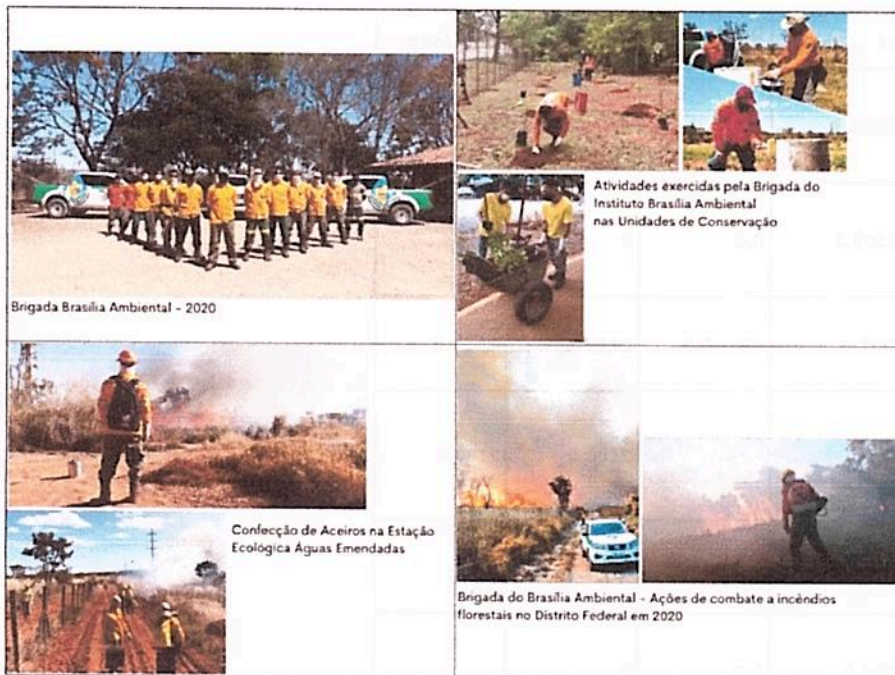 Brigada Brasília Ambiental - 2020
Atividades exercidas pela Brigada do
Instituto Brasília Ambiental
nas Unidades de Conservação
Confecção de Aceiros na Estação
Ecológica Águas Emendadas
Brigada do Brasília Ambiental - Ações de combate a incêndios
florestais no Distrito Federal em 2020